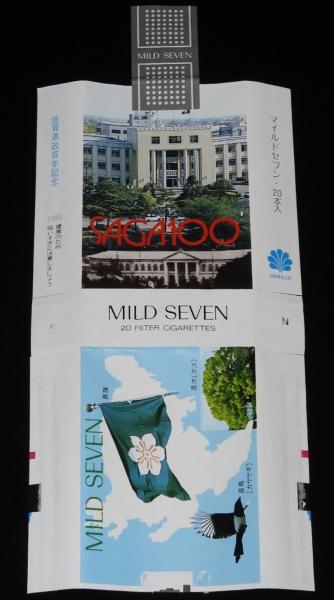 MILD SEVEN
佐賀県政百年記念
1983
健康のため
吸いすぎに注意しましょう
マイルドセブン・20本入
SAGA100
MILD SEVEN
20 FILTER CIGARETTES
N
県旗
県木(クス)
県鳥(カササギ)
MILD SEVEN